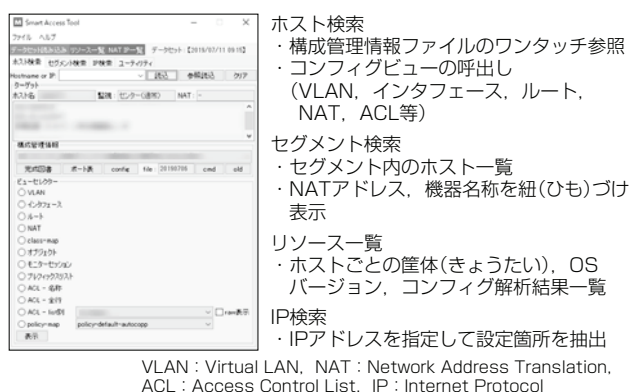 Smart Access Tool
ファイル ヘルプ
データセット読み込み リソース一覧 NAT IP一覧 データセット:【2019/07/11 09:15】
ホスト検索 セグメント検索 IP検索 ユーティリティ
Hostname or IP: 読込 参照読込 クリア
ターゲット
ホスト名 監視 センター(通常) NAT: -
構成管理情報
完成図書 ポート表 config file: 20190708 cmd old
ビューセレクター
VLAN
インタフェース
ルート
NAT
class-map
オブジェクト
モニターセッション
プレフィックスリスト
ACL - 名称
ACL - 全行
ACL - list別 raw表示
policy-map policy-default-autocopp
表示
ホスト検索
・構成管理情報ファイルのワンタッチ参照
・コンフィグビューの呼出し
(VLAN,インタフェース,ルート,
NAT,ACL等)
セグメント検索
・セグメント内のホスト一覧
・NATアドレス,機器名称を紐(ひも)づけ
表示
リソース一覧
・ホストごとの筐体(きょうたい),OS
バージョン,コンフィグ解析結果一覧
IP検索
・IPアドレスを指定して設定箇所を抽出
VLAN:Virtual LAN,NAT:Network Address Translation,
ACL:Access Control List,IP:Internet Protocol